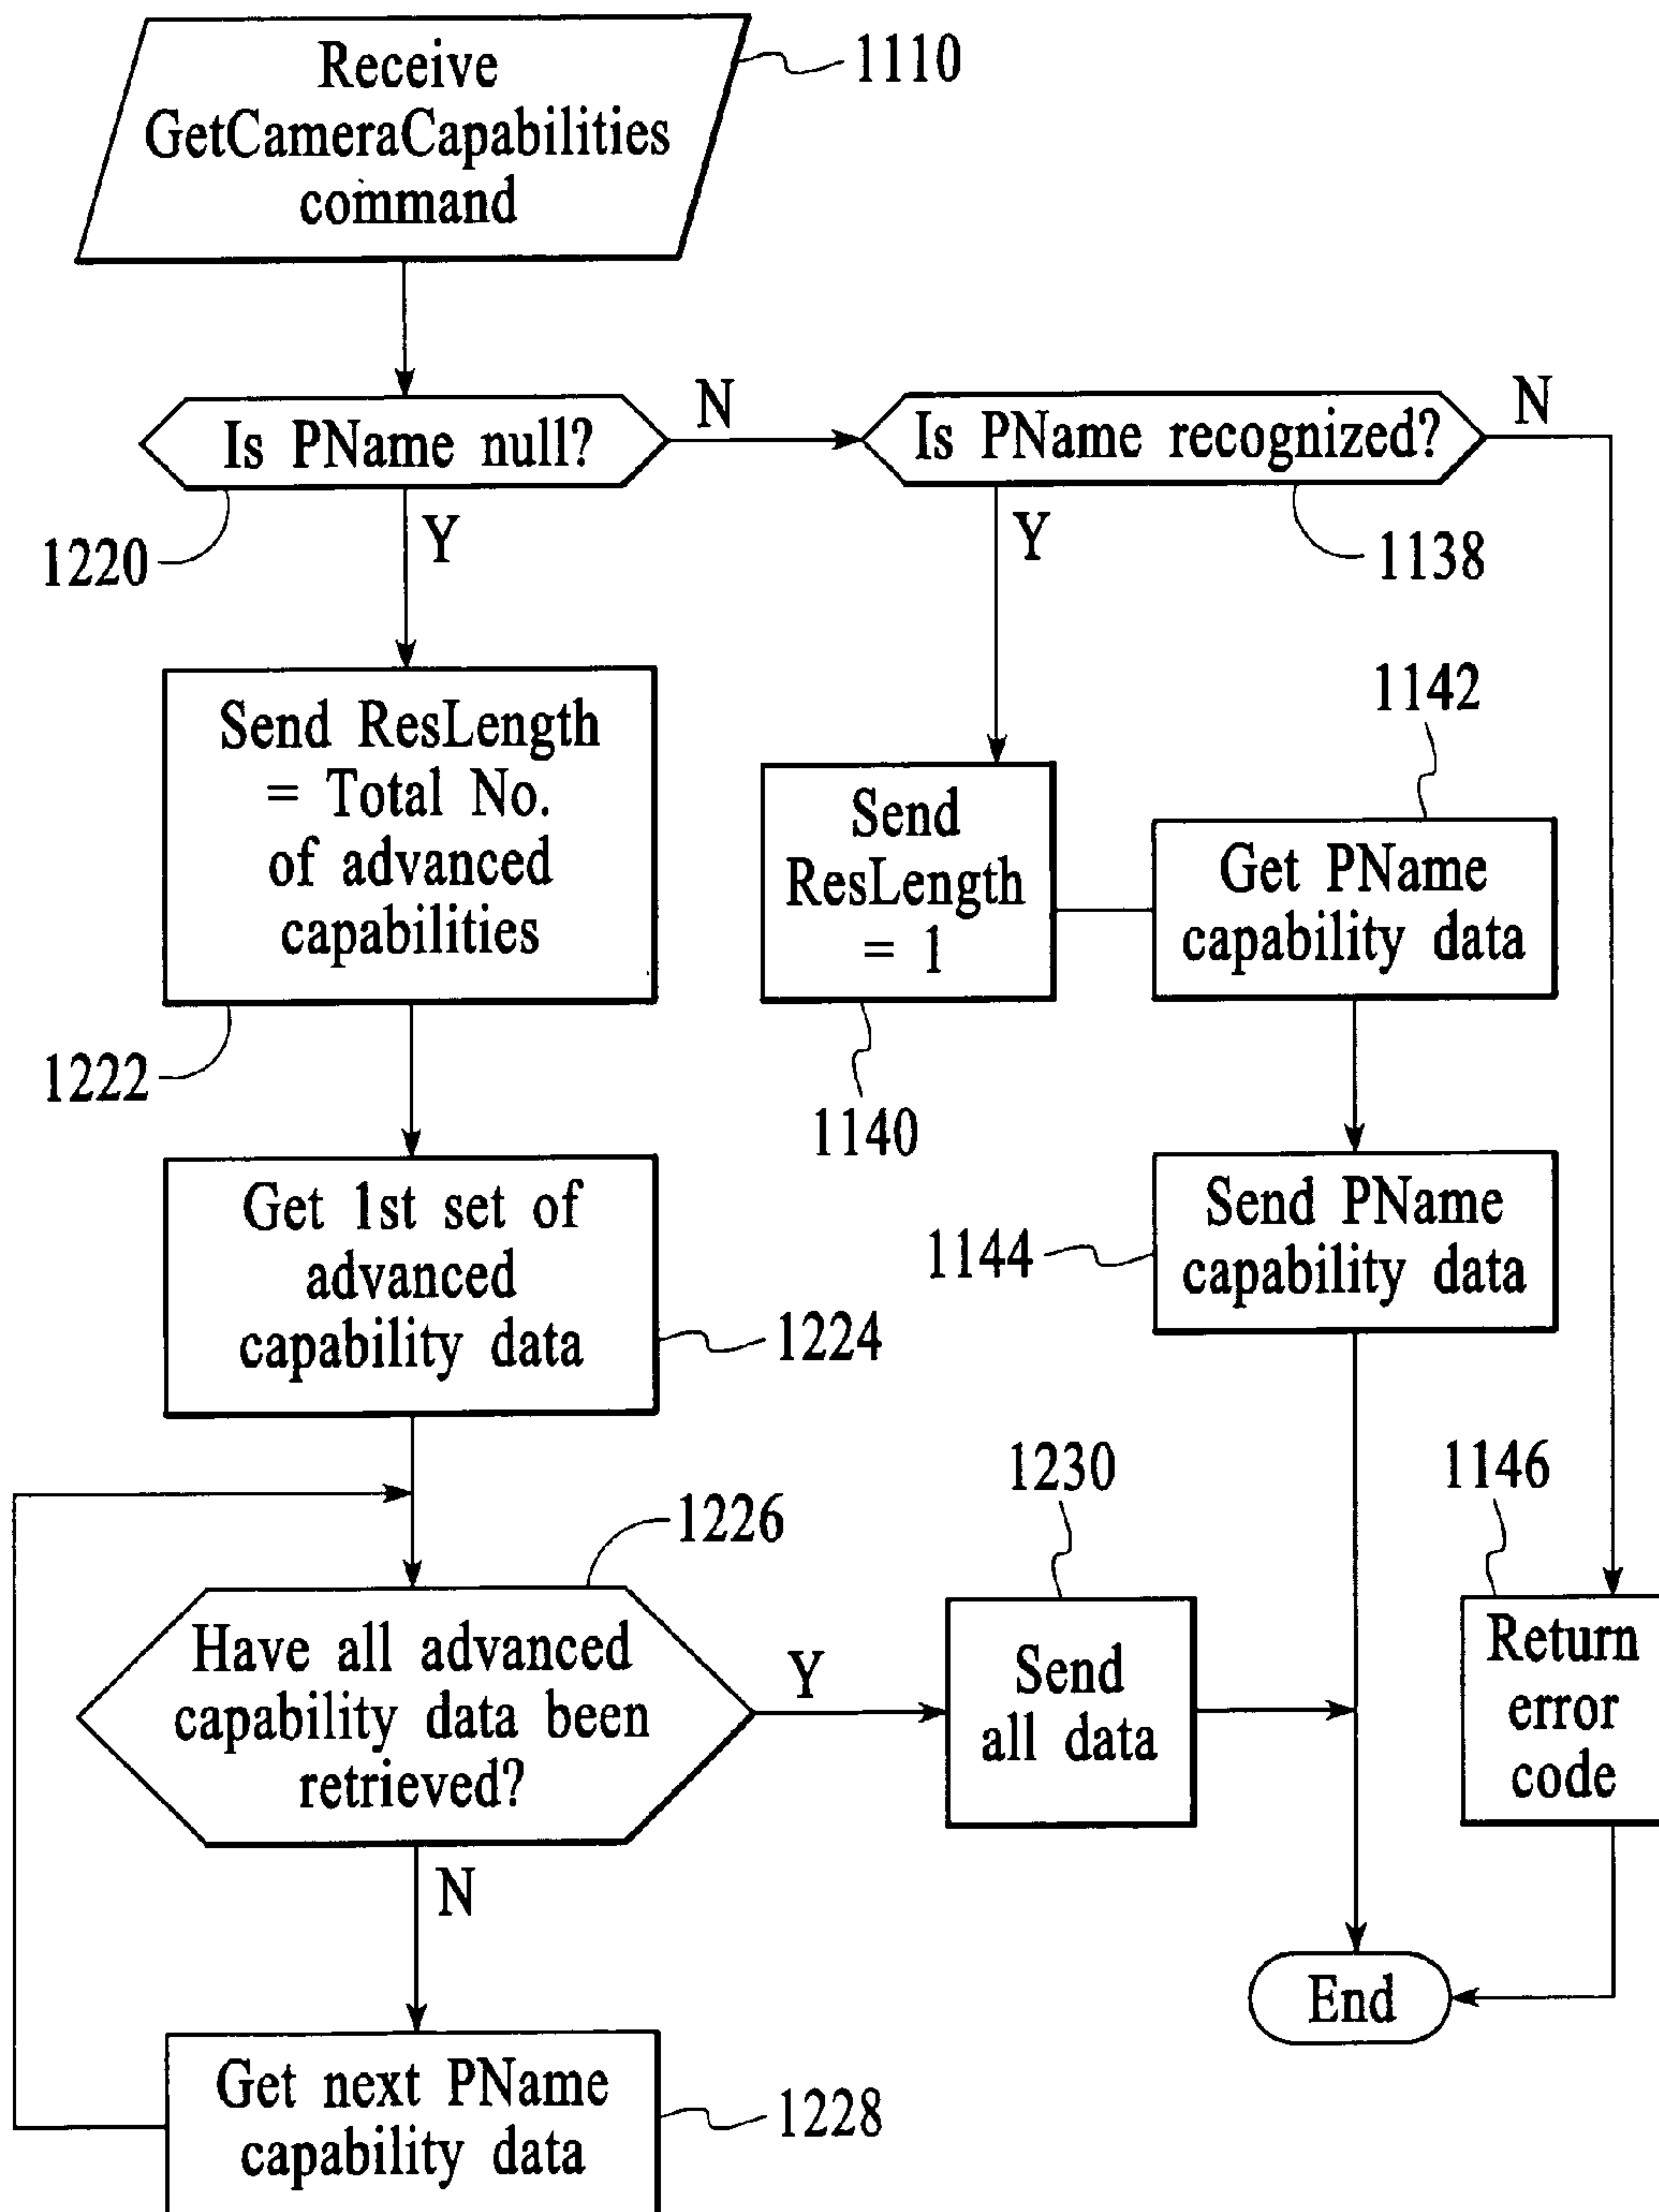 Receive
GetCameraCapabilities
command
1110
Is PName null?
N
Is PName recognized?
N
1220
Y
Y
1138
Send ResLength
= Total No.
of advanced
capabilities
1222
Send
ResLength
= 1
1140
1142
Get PName
capability data
Get 1st set of
advanced
capability data
1224
1144
Send PName
capability data
1226
Have all advanced
capability data been
retrieved?
Y
N
1230
Send
all data
1146
Return
error
code
End
Get next PName
capability data
1228